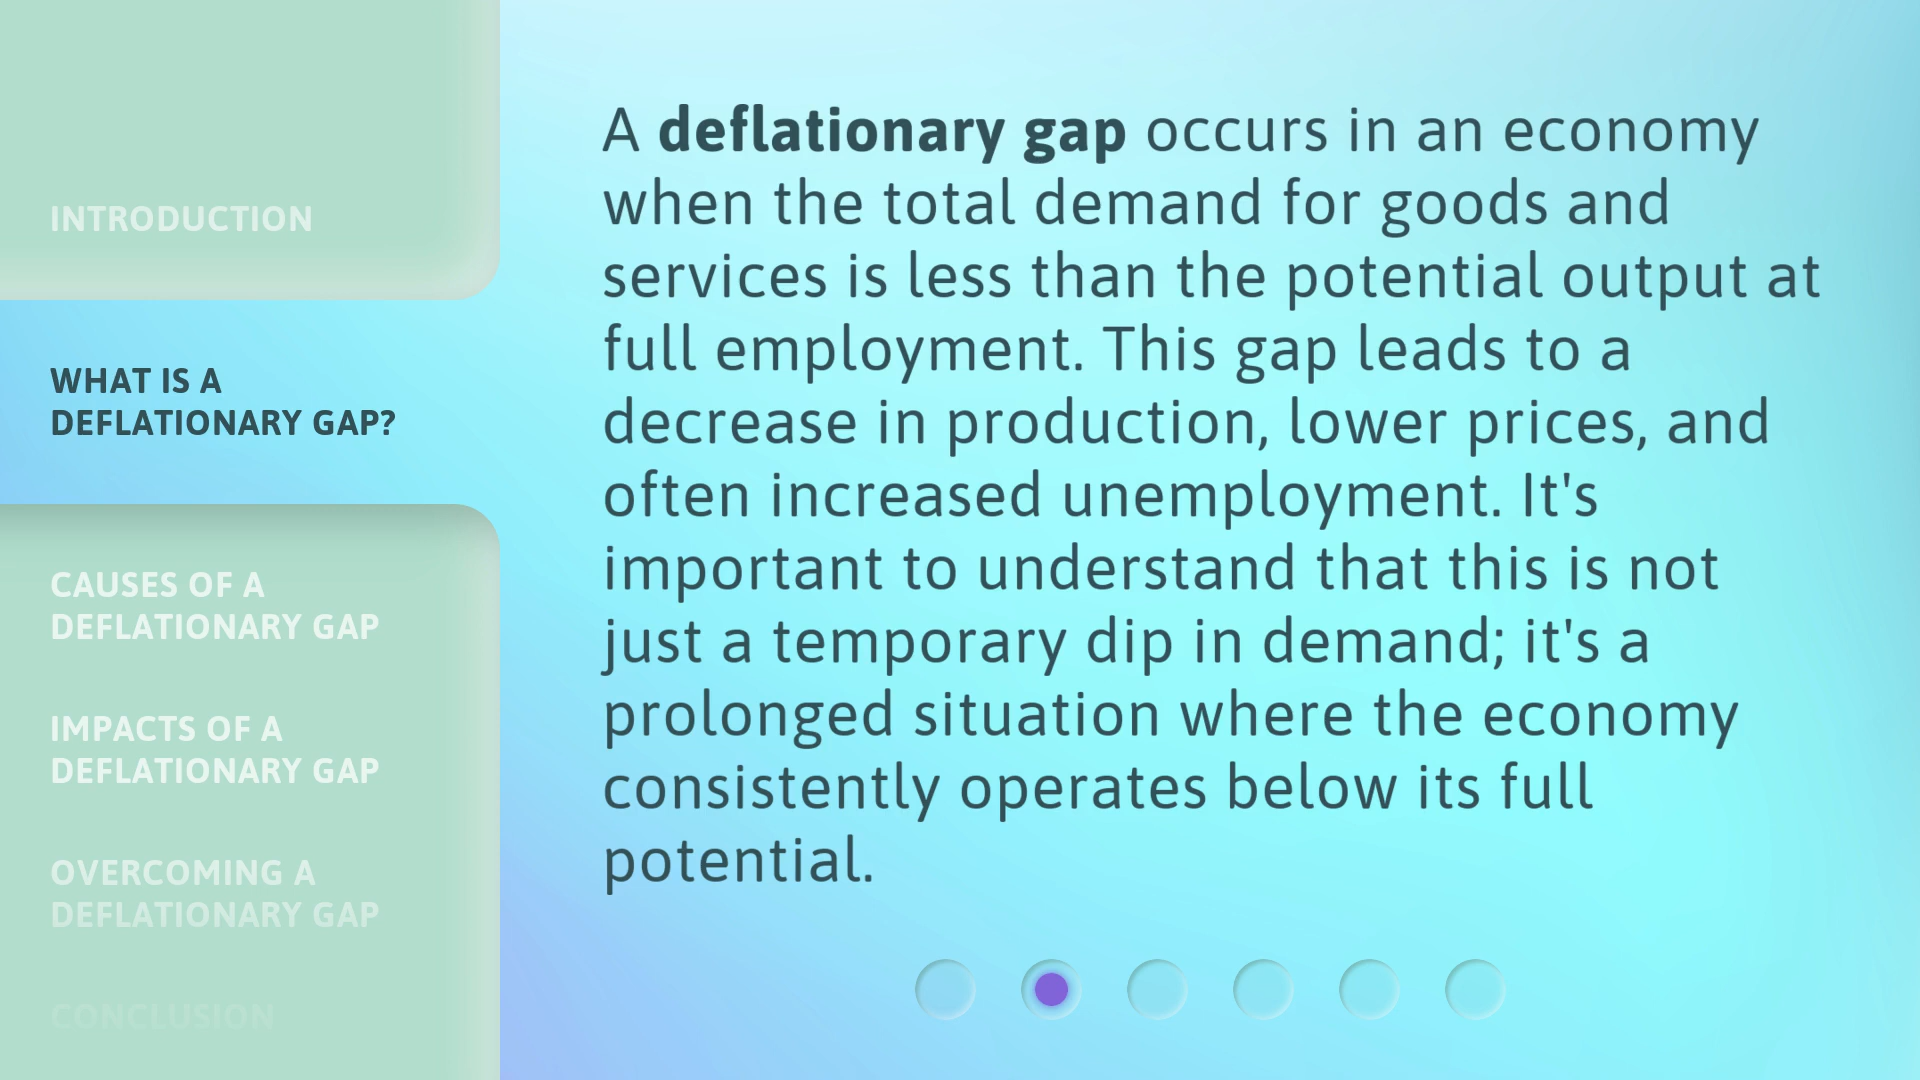 INTRODUCTION
WHAT IS A
DEFLATIONARY GAP?
CAUSES OF A
DEFLATIONARY GAP
IMPACTS OF A
DEFLATIONARY GAP
OVERCOMING A
DEFLATIONARY GAP
CONCLUSION
A deflationary gap occurs in an economy
when the total demand for goods and
services is less than the potential output at
full employment. This gap leads to a
decrease in production, lower prices, and
often increased unemployment. It's
important to understand that this is not
just a temporary dip in demand; it's a
prolonged situation where the economy
consistently operates below its full
potential.